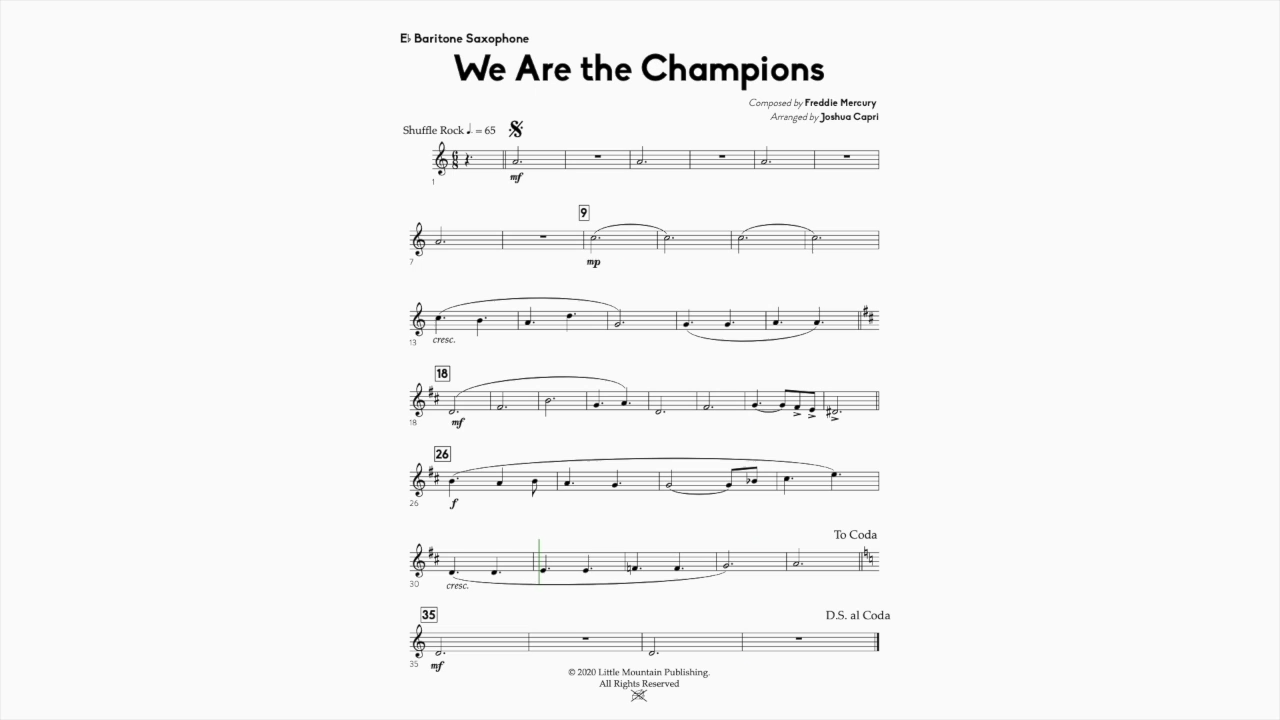 E♭ Baritone Saxophone
We Are the Champions
Composed by Freddie Mercury
Arranged by Joshua Capri
Shuffle Rock ♩. = 65
6
8
1
mf
9
7
mp
13
cresc.
18
18
mf
26
26
f
To Coda
30
cresc.
35
D.S. al Coda
35
mf
© 2020 Little Mountain Publishing.
All Rights Reserved